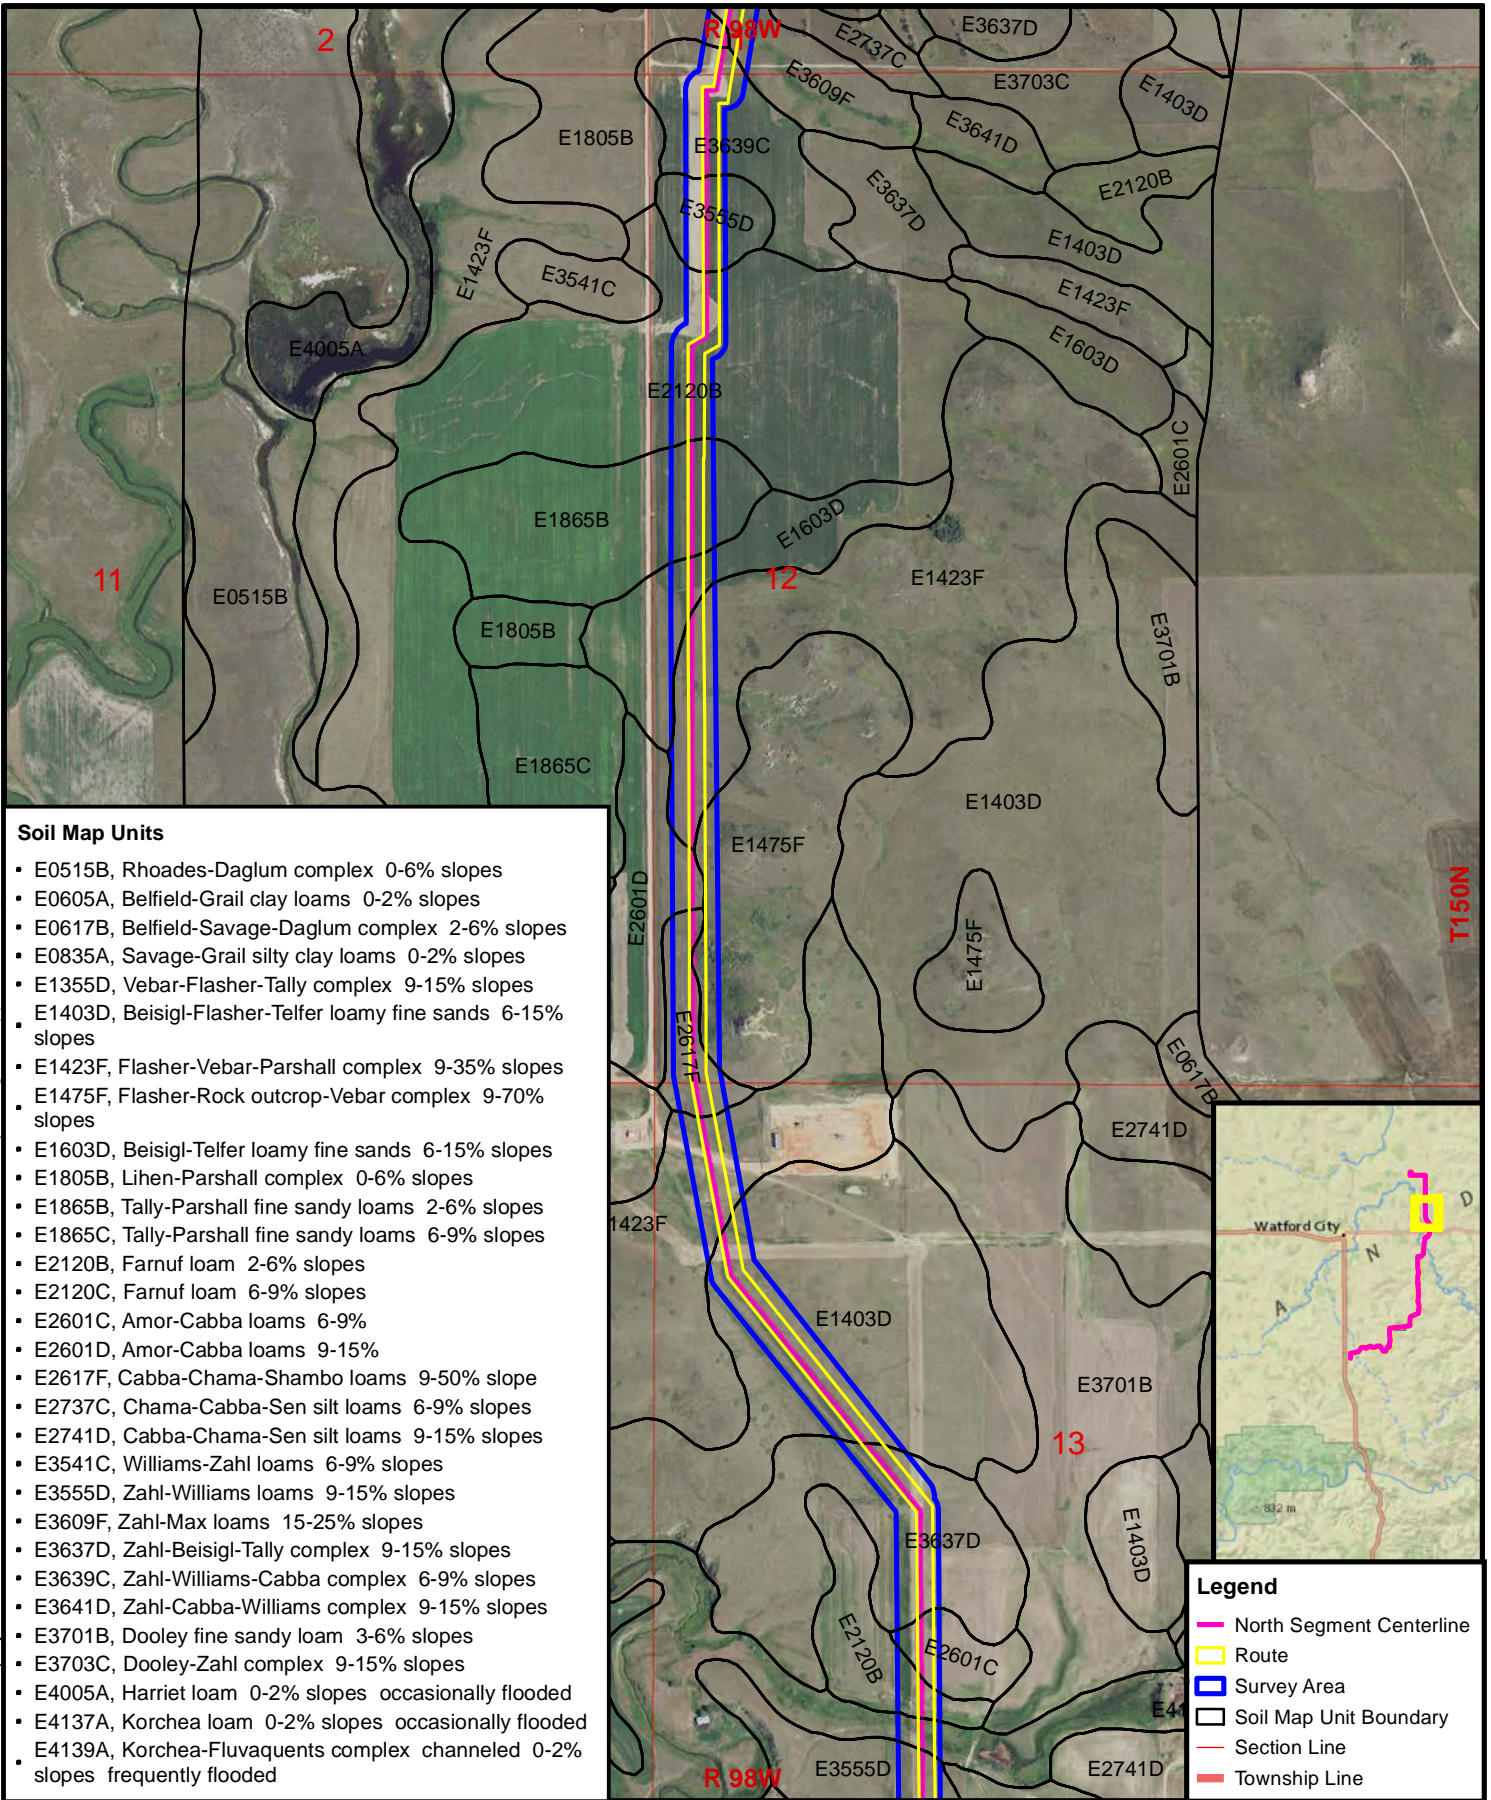 2
R 98W
E3637D
E2737C
E3703C
E3609F
E1403D
E1805B
E3639C
E3641D
E2120B
E3637D
E3555D
E1423F
E1403D
E3541C
E1423F
E4005A
E1603D
E2120B
E2601C
E1865B
E1603D
11
12
E1423F
E0515B
E1805B
E3701B
E1865C
E1403D
E1475F
E2601D
E1475F
T150N
E2617F
E0617B
E2741D
1423F
E1403D
E3701B
13
E1403D
E3637D
E2120B
E2601C
E41
R 98W
E3555D
E2741D
Soil Map Units
▪ E0515B, Rhoades-Daglum complex 0-6% slopes
▪ E0605A, Belfield-Grail clay loams 0-2% slopes
▪ E0617B, Belfield-Savage-Daglum complex 2-6% slopes
▪ E0835A, Savage-Grail silty clay loams 0-2% slopes
▪ E1355D, Vebar-Flasher-Tally complex 9-15% slopes
▪ E1403D, Beisigl-Flasher-Telfer loamy fine sands 6-15%
slopes
▪ E1423F, Flasher-Vebar-Parshall complex 9-35% slopes
▪ E1475F, Flasher-Rock outcrop-Vebar complex 9-70%
slopes
▪ E1603D, Beisigl-Telfer loamy fine sands 6-15% slopes
▪ E1805B, Lihen-Parshall complex 0-6% slopes
▪ E1865B, Tally-Parshall fine sandy loams 2-6% slopes
▪ E1865C, Tally-Parshall fine sandy loams 6-9% slopes
▪ E2120B, Farnuf loam 2-6% slopes
▪ E2120C, Farnuf loam 6-9% slopes
▪ E2601C, Amor-Cabba loams 6-9%
▪ E2601D, Amor-Cabba loams 9-15%
▪ E2617F, Cabba-Chama-Shambo loams 9-50% slope
▪ E2737C, Chama-Cabba-Sen silt loams 6-9% slopes
▪ E2741D, Cabba-Chama-Sen silt loams 9-15% slopes
▪ E3541C, Williams-Zahl loams 6-9% slopes
▪ E3555D, Zahl-Williams loams 9-15% slopes
▪ E3609F, Zahl-Max loams 15-25% slopes
▪ E3637D, Zahl-Beisigl-Tally complex 9-15% slopes
▪ E3639C, Zahl-Williams-Cabba complex 6-9% slopes
▪ E3641D, Zahl-Cabba-Williams complex 9-15% slopes
▪ E3701B, Dooley fine sandy loam 3-6% slopes
▪ E3703C, Dooley-Zahl complex 9-15% slopes
▪ E4005A, Harriet loam 0-2% slopes occasionally flooded
▪ E4137A, Korchea loam 0-2% slopes occasionally flooded
▪ E4139A, Korchea-Fluvaquents complex channeled 0-2%
slopes frequently flooded
Watford City
A N D
832 m
Legend
North Segment Centerline
Route
Survey Area
Soil Map Unit Boundary
Section Line
Township Line